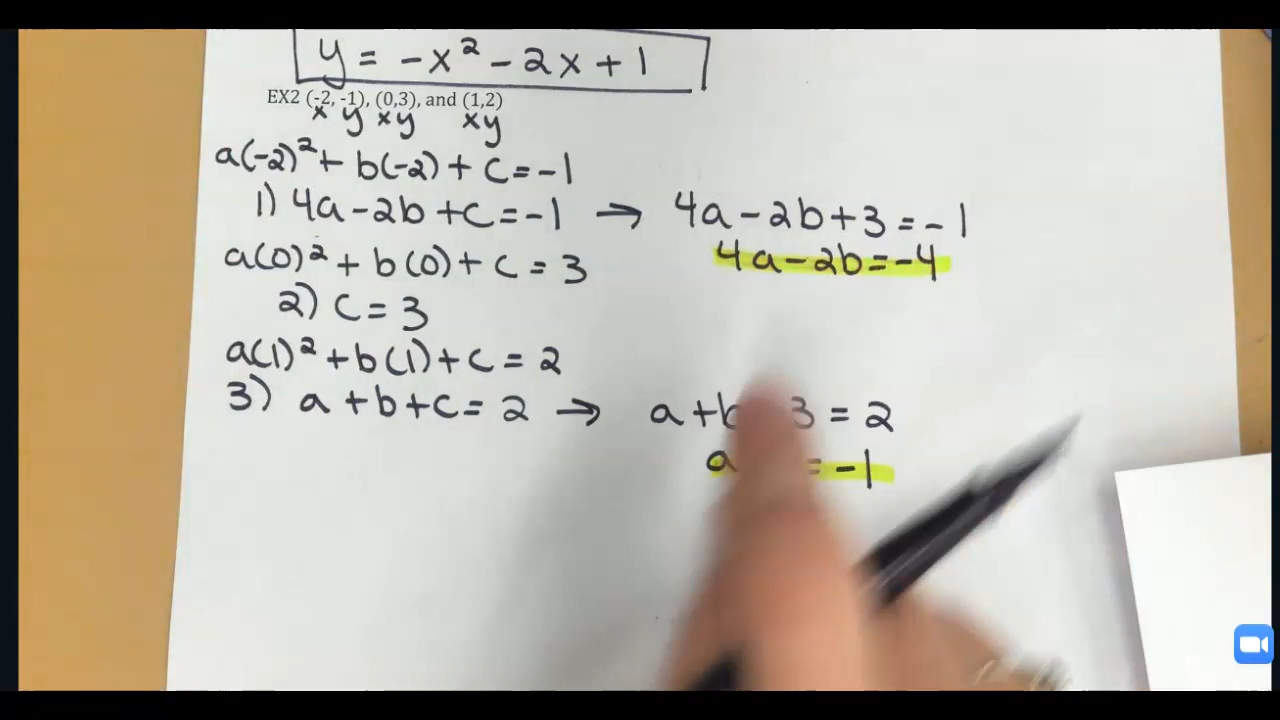 y = -x² - 2x + 1
EX2 (-2, -1), (0,3), and (1,2)
x y x y x y
a(-2)² + b(-2) + c = -1
1) 4a - 2b + c = -1 → 4a - 2b + 3 = -1
4a - 2b = -4
a(0)² + b(0) + c = 3
2) c = 3
a(1)² + b(1) + c = 2
3) a + b + c = 2 → a + b 3 = 2
a = -1